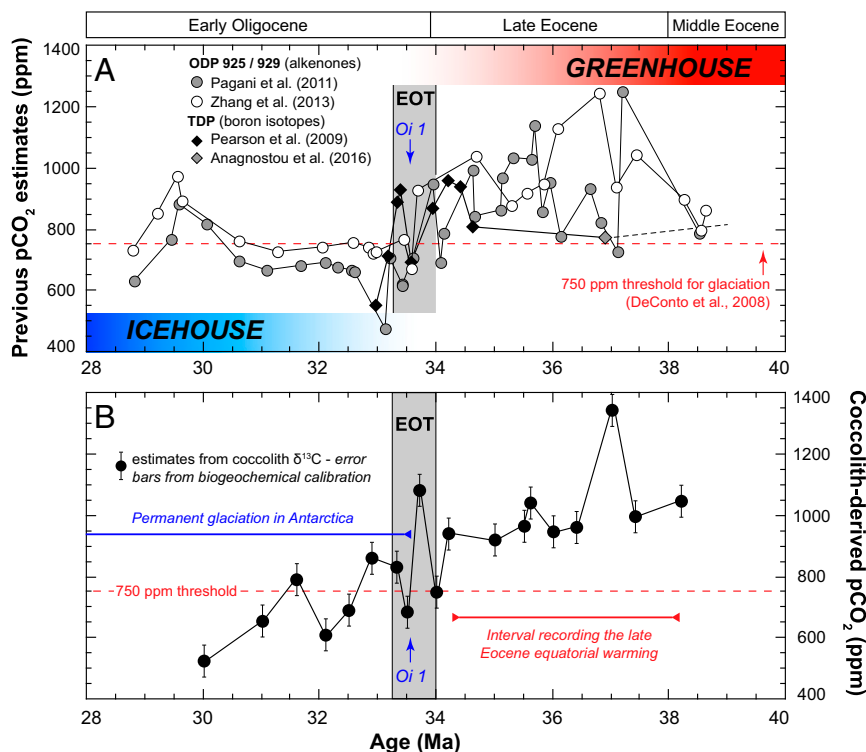 Early Oligocene
Late Eocene
Middle Eocene
A
Previous pCO2 estimates (ppm)
1400
1200
1000
800
600
400
ODP 925 / 929 (alkenones)
Pagani et al. (2011)
Zhang et al. (2013)
TDP (boron isotopes)
Pearson et al. (2009)
Anagnostou et al. (2016)
EOT
Oi 1
GREENHOUSE
750 ppm threshold for glaciation
(DeConto et al., 2008)
ICEHOUSE
28
30
32
34
36
38
40
B
EOT
estimates from coccolith δ13C - error
bars from biogeochemical calibration
Permanent glaciation in Antarctica
750 ppm threshold
Interval recording the late
Eocene equatorial warming
Oi 1
1400
1200
1000
800
600
400
Coccolith-derived pCO2 (ppm)
28
30
32
34
36
38
40
Age (Ma)